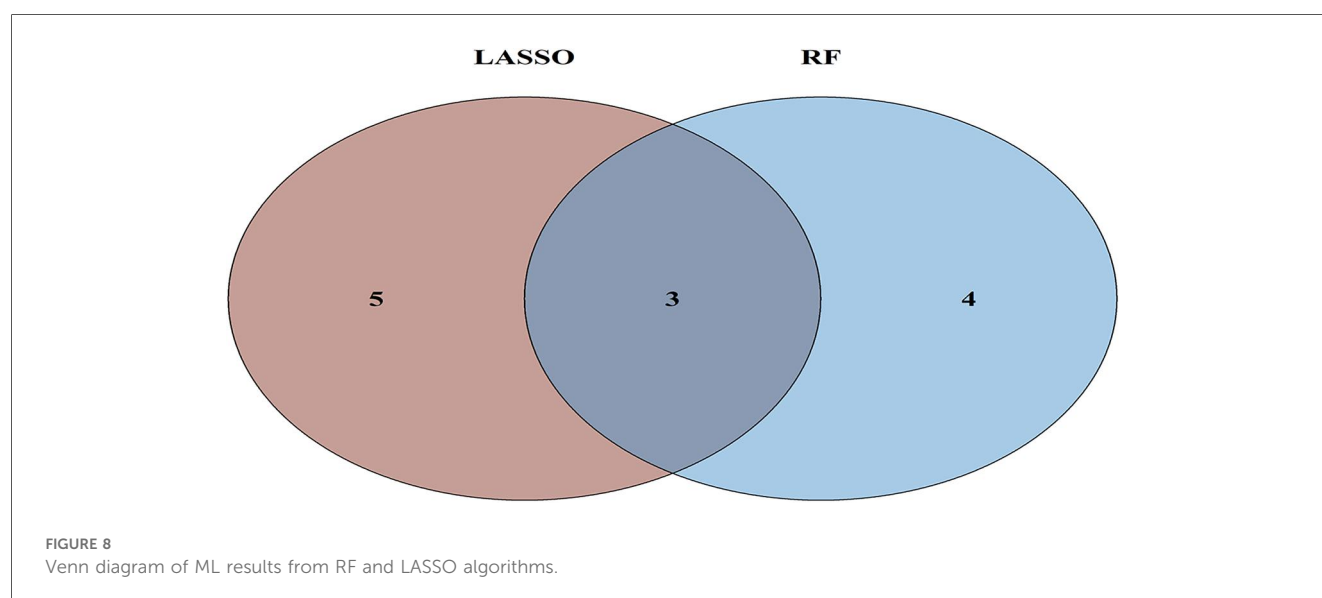 LASSO RF
5 3 4
FIGURE 8
Venn diagram of ML results from RF and LASSO algorithms.